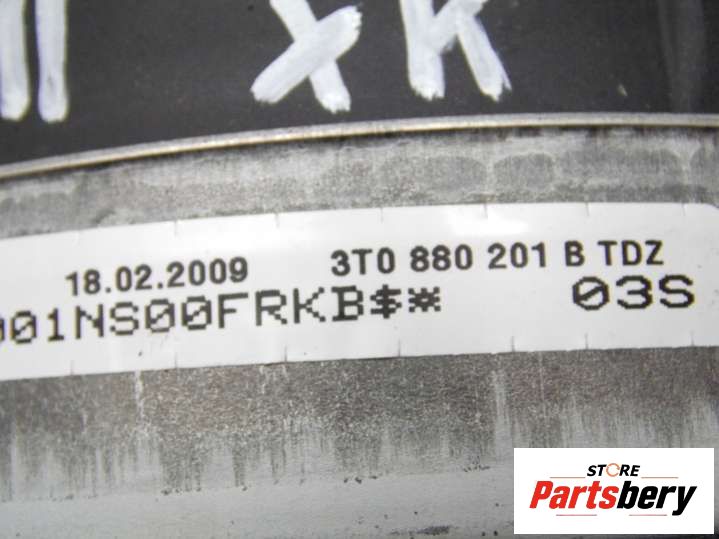 XK
18.02.2009 3T0 880 201 B TDZ
001NS00FRKB$* 03S
STORE
Partsbery